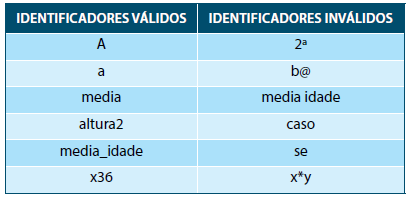 IDENTIFICADORES VÁLIDOS IDENTIFICADORES INVÁLIDOS
A 2ª
a b@
media media idade
altura2 caso
media_idade se
x36 x*y